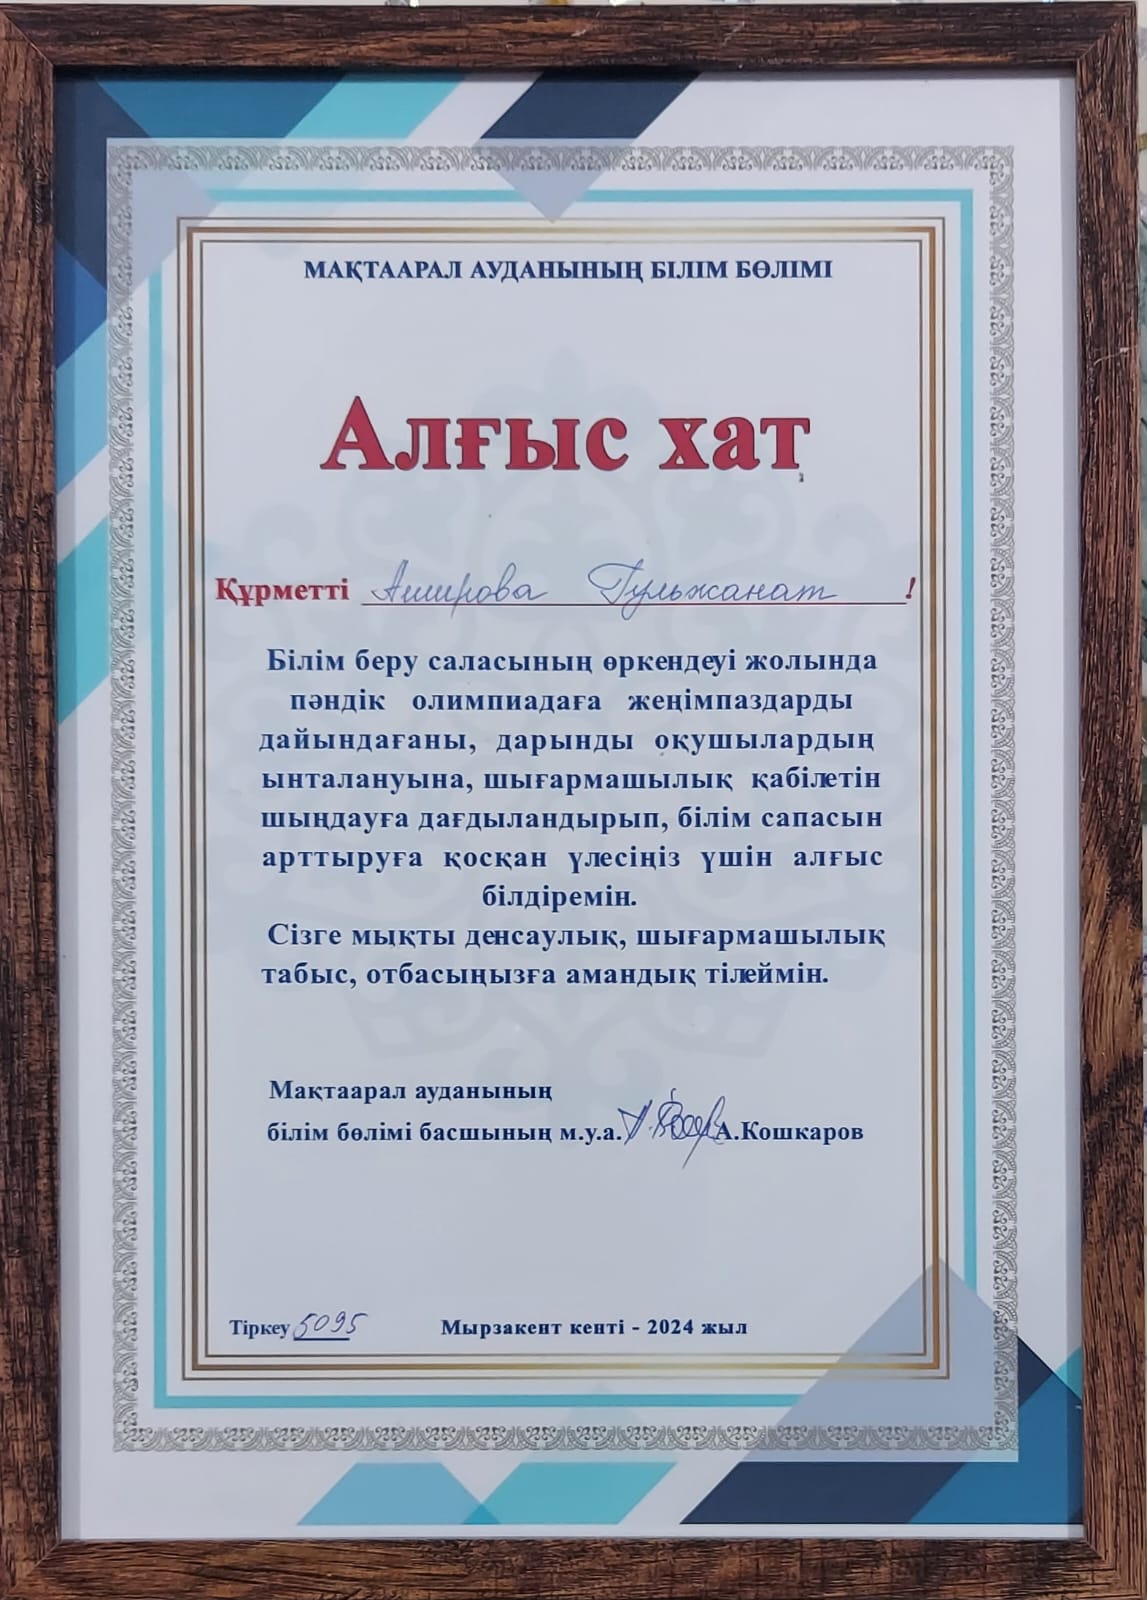 МАҚТААРАЛ АУДАНЫНЫҢ БІЛІМ БӨЛІМІ
Алғыс хат
Құрметті Аширова Гульжанат!
Білім беру саласының өркендеуі жолында
пәндік олимпиадаға жеңімпаздарды
дайындағаны, дарынды оқушылардың
ынталануына, шығармашылық қабілетін
шыңдауға дағдыландырып, білім сапасын
арттыруға қосқан үлесіңіз үшін алғыс
білдіремін.
Сізге мықты денсаулық, шығармашылық
табыс, отбасыңызға амандық тілеймін.
Мақтаарал ауданының
білім бөлімі басшының м.у.а. А.Кошкаров
Тіркеу 5095 Мырзакент кенті - 2024 жыл